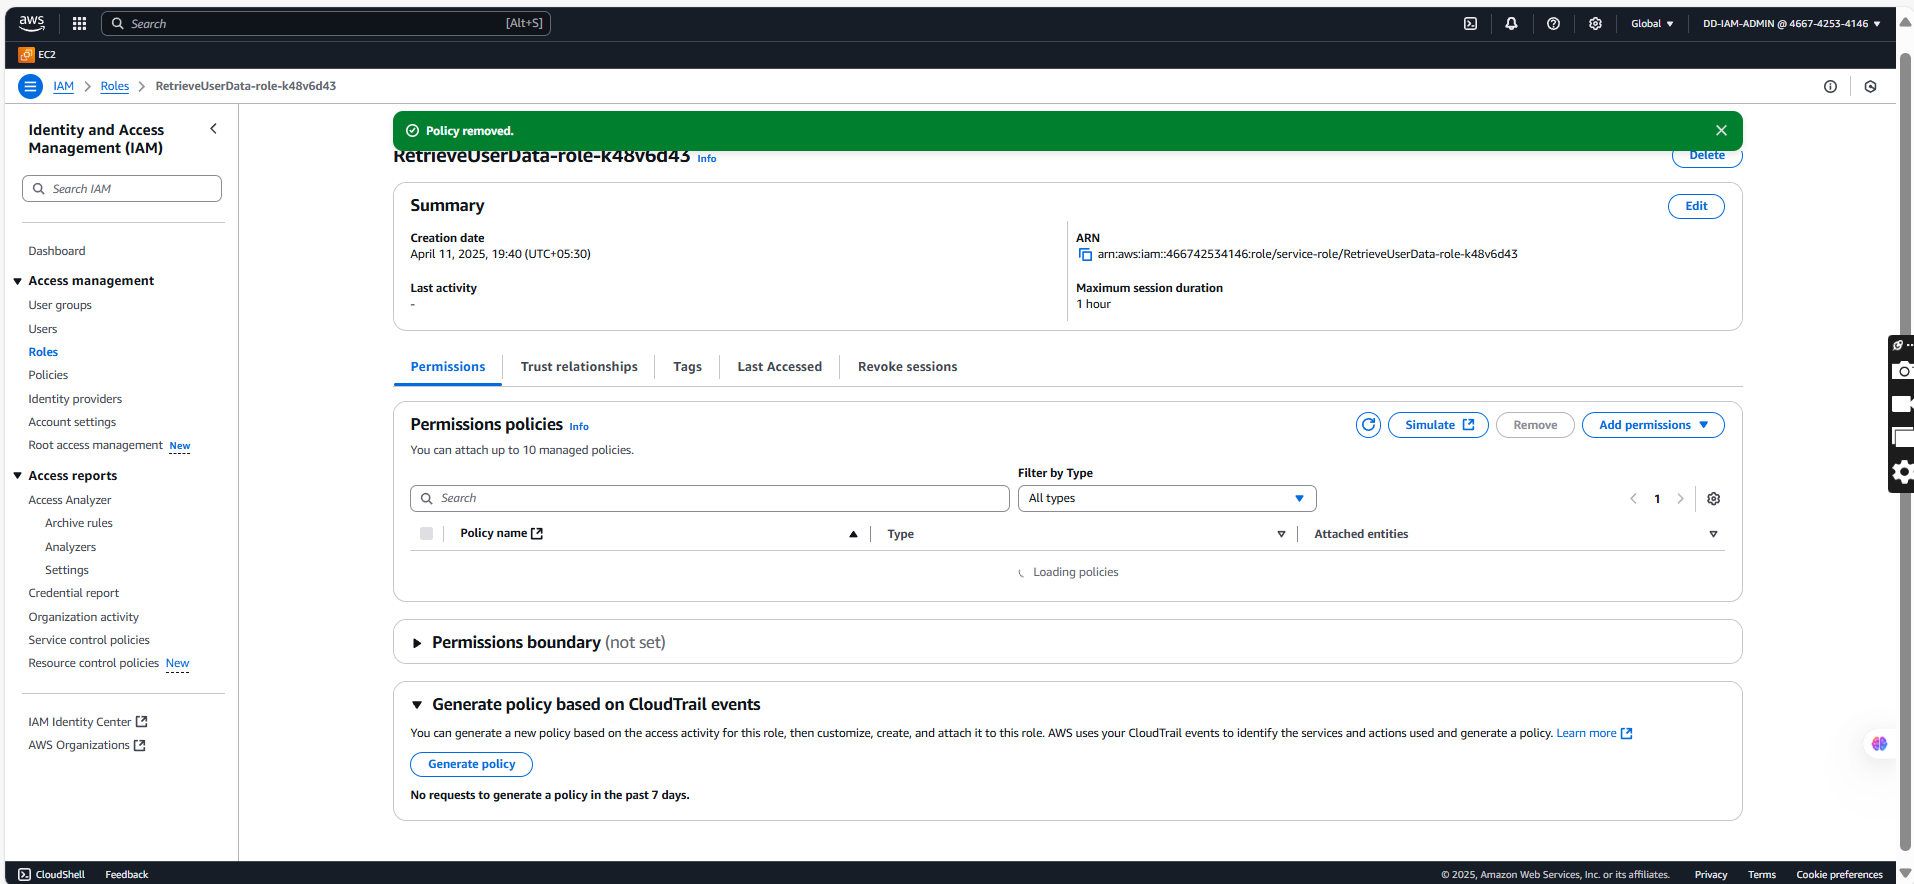 aws
Search [Alt+S]
Global
DD-IAM-ADMIN @ 4667-4253-4146
EC2
IAM Roles RetrieveUserData-role-k48v6d43
Identity and Access
Management (IAM)
Search IAM
Dashboard
Access management
User groups
Users
Roles
Policies
Identity providers
Account settings
Root access management New
Access reports
Access Analyzer
Archive rules
Analyzers
Settings
Credential report
Organization activity
Service control policies
Resource control policies New
IAM Identity Center
AWS Organizations
Policy removed.
RetrieveUserData-role-k48v6d43 Info
Delete
Summary
Edit
Creation date
April 11, 2025, 19:40 (UTC+05:30)
ARN
arn:aws:iam::466742534146:role/service-role/RetrieveUserData-role-k48v6d43
Last activity
-
Maximum session duration
1 hour
Permissions Trust relationships Tags Last Accessed Revoke sessions
Permissions policies Info
Simulate Remove Add permissions
You can attach up to 10 managed policies.
Filter by Type
Search All types 1
Policy name Type Attached entities
Loading policies
Permissions boundary (not set)
Generate policy based on CloudTrail events
You can generate a new policy based on the access activity for this role, then customize, create, and attach it to this role. AWS uses your CloudTrail events to identify the services and actions used and generate a policy. Learn more
Generate policy
No requests to generate a policy in the past 7 days.
CloudShell Feedback © 2025, Amazon Web Services, Inc. or its affiliates. Privacy Terms Cookie preferences